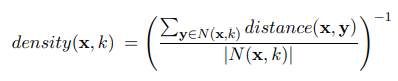 density(x, k) = ( ∑y∈N(x,k) distance(x, y) / |N(x, k)| )⁻¹